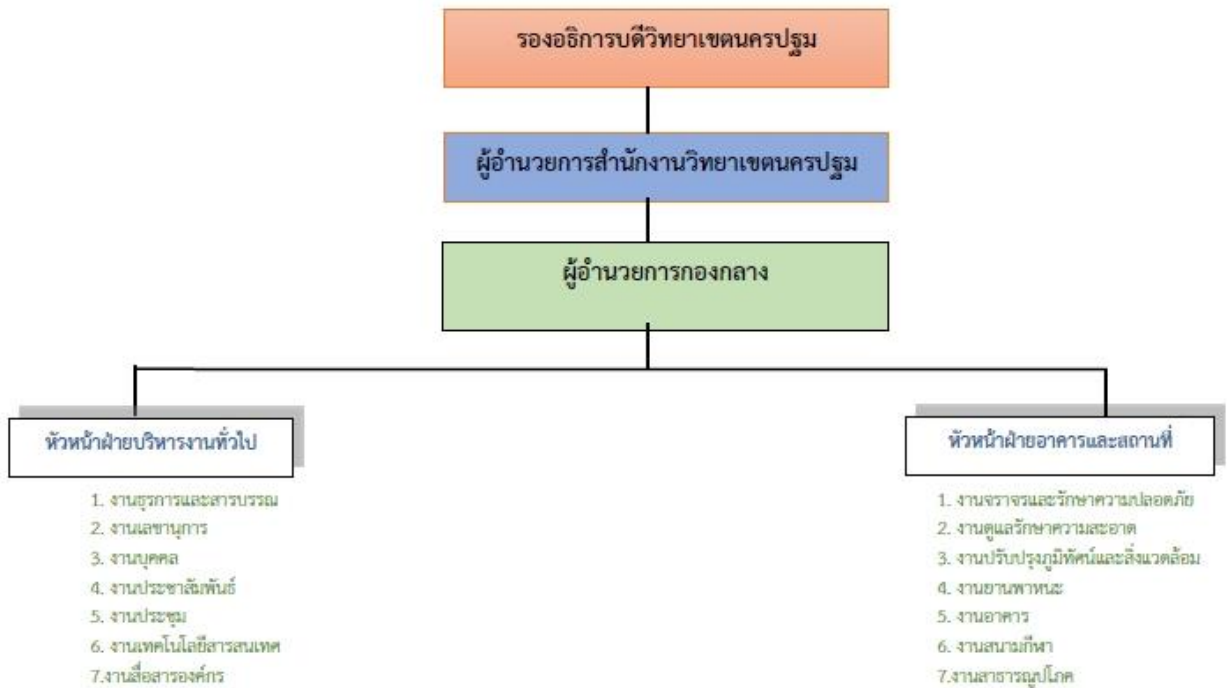 รองอธิการบดีวิทยาเขตนครปฐม
ผู้อำนวยการสำนักงานวิทยาเขตนครปฐม
ผู้อำนวยการกองกลาง
หัวหน้าฝ่ายบริหารงานทั่วไป
1. งานธุรการและสารบรรณ
2. งานเลขานุการ
3. งานบุคคล
4. งานประชาสัมพันธ์
5. งานประชุม
6. งานเทคโนโลยีสารสนเทศ
7.งานสื่อสารองค์กร
หัวหน้าฝ่ายอาคารและสถานที่
1. งานจราจรและรักษาความปลอดภัย
2. งานดูแลรักษาความสะอาด
3. งานปรับปรุงภูมิทัศน์และสิ่งแวดล้อม
4. งานยานพาหนะ
5. งานอาคาร
6. งานสนามกีฬา
7.งานสาธารณูปโภค